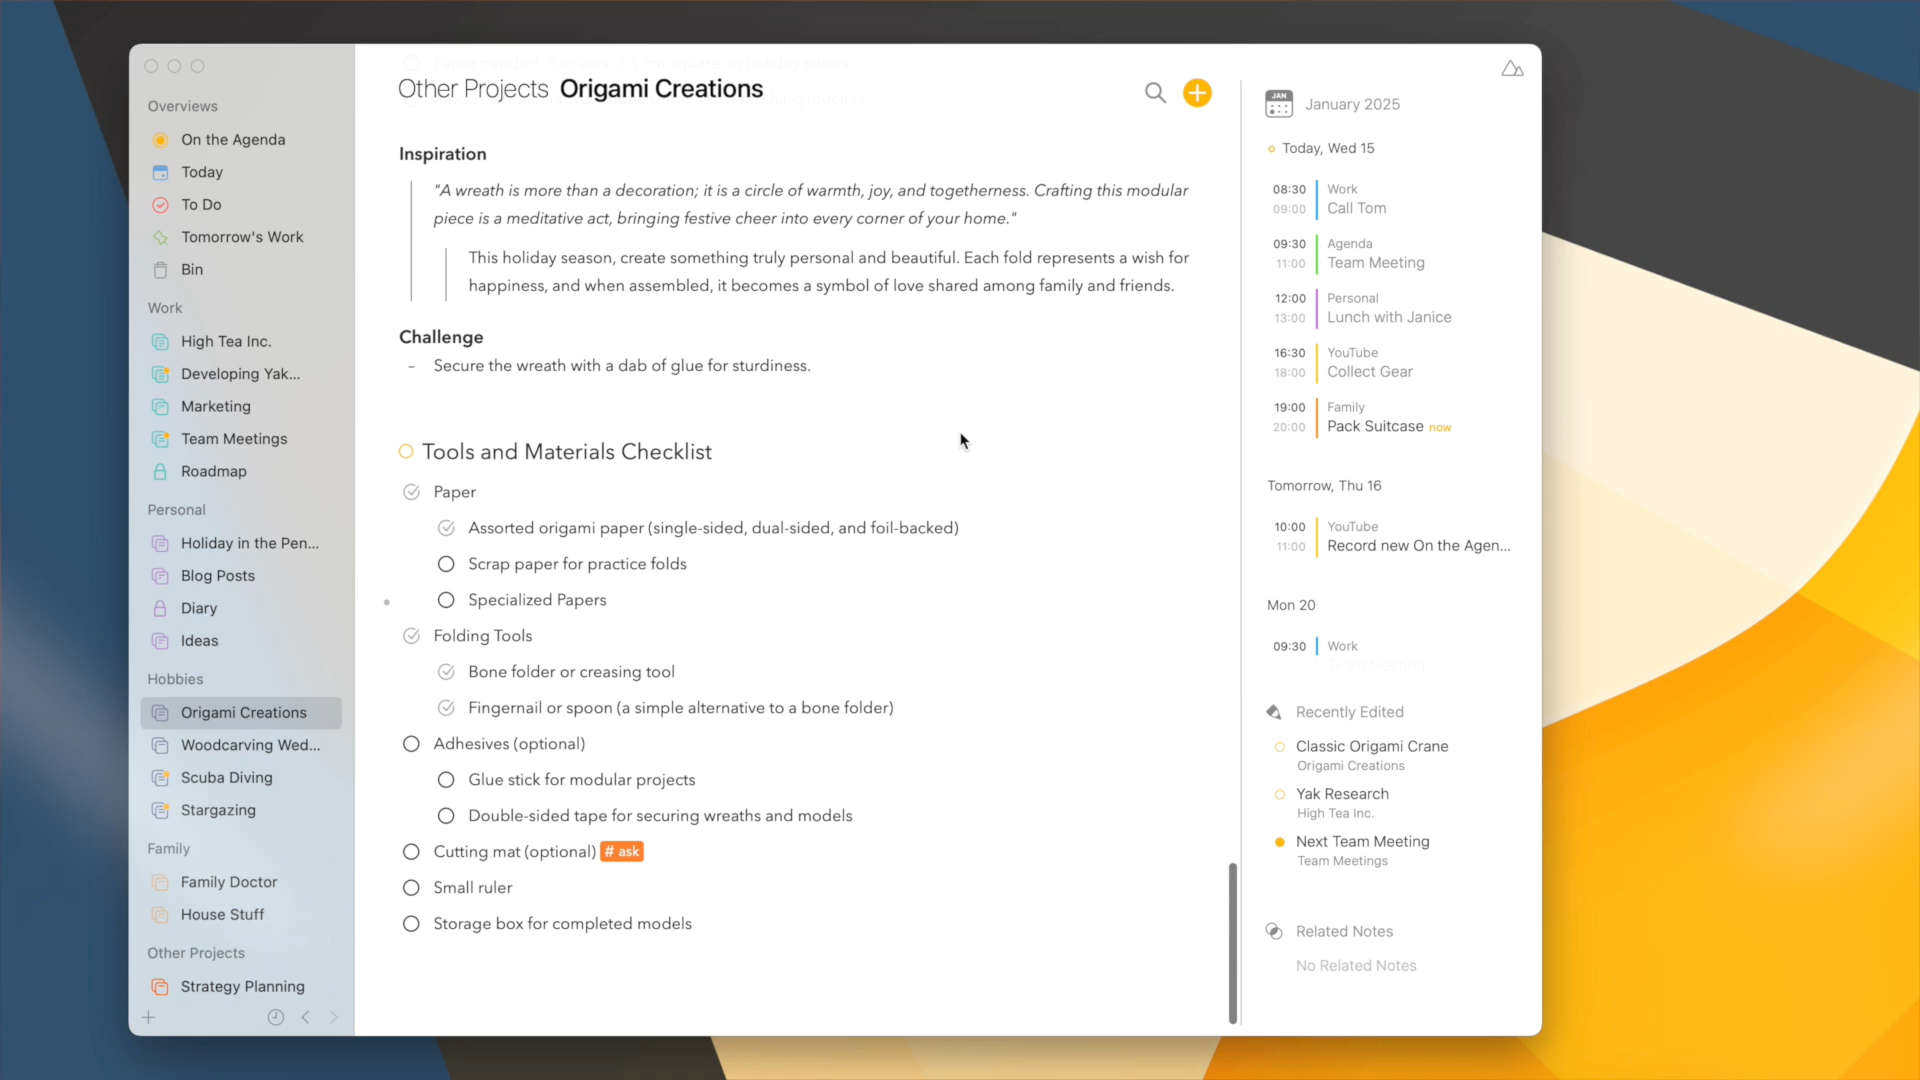 Overviews
On the Agenda
Today
To Do
Tomorrow's Work
Bin
Work
High Tea Inc.
Developing Yak...
Marketing
Team Meetings
Roadmap
Personal
Holiday in the Pen...
Blog Posts
Diary
Ideas
Hobbies
Origami Creations
Woodcarving Wed...
Scuba Diving
Stargazing
Family
Family Doctor
House Stuff
Other Projects
Strategy Planning
Other Projects Origami Creations
Inspiration
"A wreath is more than a decoration; it is a circle of warmth, joy, and togetherness. Crafting this modular
piece is a meditative act, bringing festive cheer into every corner of your home."
This holiday season, create something truly personal and beautiful. Each fold represents a wish for
happiness, and when assembled, it becomes a symbol of love shared among family and friends.
Challenge
- Secure the wreath with a dab of glue for sturdiness.
Tools and Materials Checklist
Paper
Assorted origami paper (single-sided, dual-sided, and foil-backed)
Scrap paper for practice folds
Specialized Papers
Folding Tools
Bone folder or creasing tool
Fingernail or spoon (a simple alternative to a bone folder)
Adhesives (optional)
Glue stick for modular projects
Double-sided tape for securing wreaths and models
Cutting mat (optional) # ask
Small ruler
Storage box for completed models
JAN
January 2025
Today, Wed 15
08:30 Work
09:00 Call Tom
09:30 Agenda
11:00 Team Meeting
12:00 Personal
13:00 Lunch with Janice
16:30 YouTube
18:00 Collect Gear
19:00 Family
20:00 Pack Suitcase now
Tomorrow, Thu 16
10:00 YouTube
11:00 Record new On the Agen...
Mon 20
09:30 Work
Team Meeting
Recently Edited
Classic Origami Crane
Origami Creations
Yak Research
High Tea Inc.
Next Team Meeting
Team Meetings
Related Notes
No Related Notes